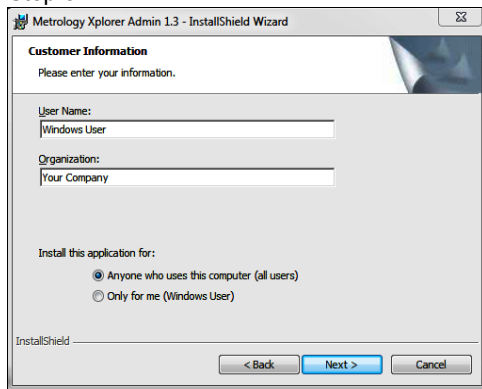 Metrology Xplorer Admin 1.3 - InstallShield Wizard
Customer Information
Please enter your information.
User Name:
Windows User
Organization:
Your Company
Install this application for:
Anyone who uses this computer (all users)
Only for me (Windows User)
InstallShield
< Back Next > Cancel